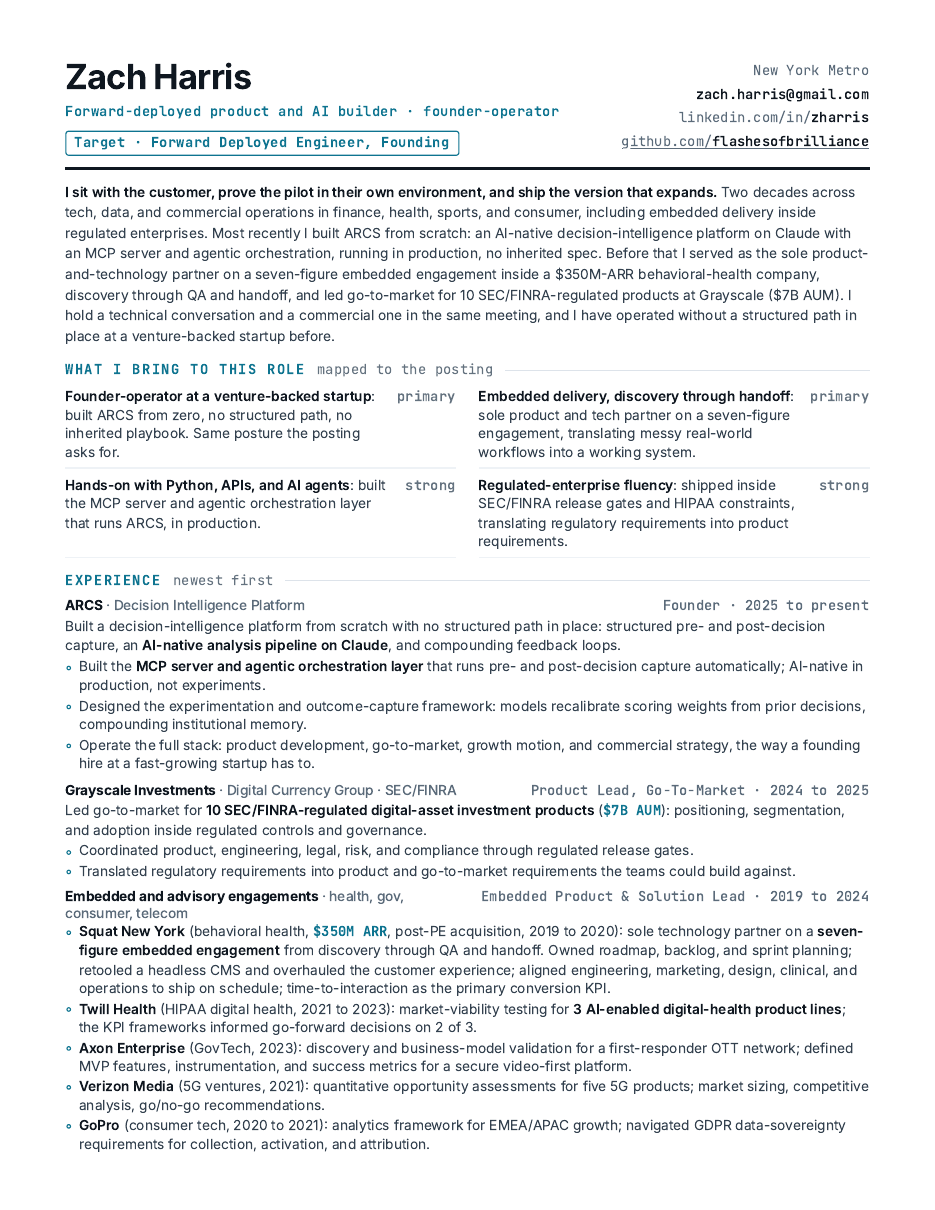 Zach Harris
Forward-deployed product and AI builder · founder-operator
Target · Forward Deployed Engineer, Founding
New York Metro
zach.harris@gmail.com
linkedin.com/in/zharris
github.com/flashesofbrilliance
I sit with the customer, prove the pilot in their own environment, and ship the version that expands. Two decades across
tech, data, and commercial operations in finance, health, sports, and consumer, including embedded delivery inside
regulated enterprises. Most recently I built ARCS from scratch: an AI-native decision-intelligence platform on Claude with
an MCP server and agentic orchestration, running in production, no inherited spec. Before that I served as the sole product-
and-technology partner on a seven-figure embedded engagement inside a $350M-ARR behavioral-health company,
discovery through QA and handoff, and led go-to-market for 10 SEC/FINRA-regulated products at Grayscale ($7B AUM). I
hold a technical conversation and a commercial one in the same meeting, and I have operated without a structured path in
place at a venture-backed startup before.
WHAT I BRING TO THIS ROLE mapped to the posting
Founder-operator at a venture-backed startup: primary
built ARCS from zero, no structured path, no
inherited playbook. Same posture the posting
asks for.
Embedded delivery, discovery through handoff: primary
sole product and tech partner on a seven-figure
engagement, translating messy real-world
workflows into a working system.
Hands-on with Python, APIs, and AI agents: built strong
the MCP server and agentic orchestration layer
that runs ARCS, in production.
Regulated-enterprise fluency: shipped inside strong
SEC/FINRA release gates and HIPAA constraints,
translating regulatory requirements into product
requirements.
EXPERIENCE newest first
ARCS · Decision Intelligence Platform Founder · 2025 to present
Built a decision-intelligence platform from scratch with no structured path in place: structured pre- and post-decision
capture, an AI-native analysis pipeline on Claude, and compounding feedback loops.
Built the MCP server and agentic orchestration layer that runs pre- and post-decision capture automatically; AI-native in
production, not experiments.
Designed the experimentation and outcome-capture framework: models recalibrate scoring weights from prior decisions,
compounding institutional memory.
Operate the full stack: product development, go-to-market, growth motion, and commercial strategy, the way a founding
hire at a fast-growing startup has to.
Grayscale Investments · Digital Currency Group · SEC/FINRA Product Lead, Go-To-Market · 2024 to 2025
Led go-to-market for 10 SEC/FINRA-regulated digital-asset investment products ($7B AUM): positioning, segmentation,
and adoption inside regulated controls and governance.
Coordinated product, engineering, legal, risk, and compliance through regulated release gates.
Translated regulatory requirements into product and go-to-market requirements the teams could build against.
Embedded and advisory engagements · health, gov, Embedded Product & Solution Lead · 2019 to 2024
consumer, telecom
Squat New York (behavioral health, $350M ARR, post-PE acquisition, 2019 to 2020): sole technology partner on a seven-
figure embedded engagement from discovery through QA and handoff. Owned roadmap, backlog, and sprint planning;
retooled a headless CMS and overhauled the customer experience; aligned engineering, marketing, design, clinical, and
operations to ship on schedule; time-to-interaction as the primary conversion KPI.
Twill Health (HIPAA digital health, 2021 to 2023): market-viability testing for 3 AI-enabled digital-health product lines;
the KPI frameworks informed go-forward decisions on 2 of 3.
Axon Enterprise (GovTech, 2023): discovery and business-model validation for a first-responder OTT network; defined
MVP features, instrumentation, and success metrics for a secure video-first platform.
Verizon Media (5G ventures, 2021): quantitative opportunity assessments for five 5G products; market sizing, competitive
analysis, go/no-go recommendations.
GoPro (consumer tech, 2020 to 2021): analytics framework for EMEA/APAC growth; navigated GDPR data-sovereignty
requirements for collection, activation, and attribution.